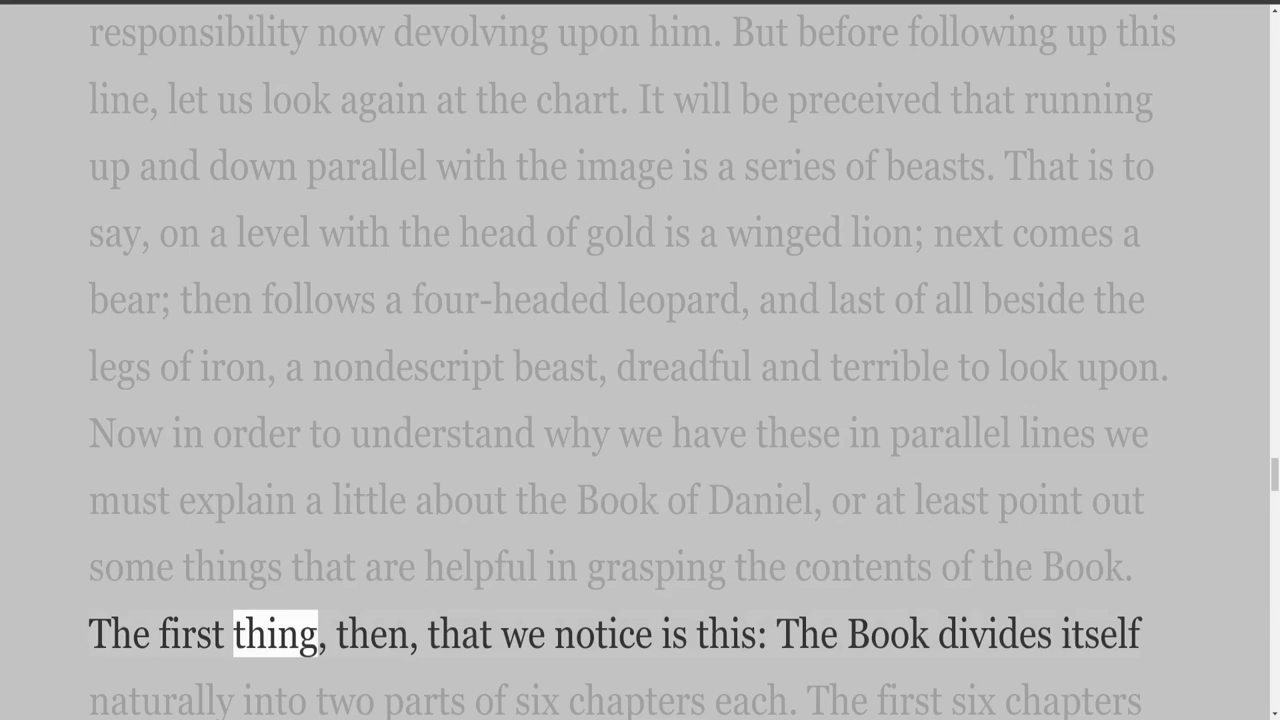 responsibility now devolving upon him. But before following up this
line, let us look again at the chart. It will be preceived that running
up and down parallel with the image is a series of beasts. That is to
say, on a level with the head of gold is a winged lion; next comes a
bear; then follows a four-headed leopard, and last of all beside the
legs of iron, a nondescript beast, dreadful and terrible to look upon.
Now in order to understand why we have these in parallel lines we
must explain a little about the Book of Daniel, or at least point out
some things that are helpful in grasping the contents of the Book.
The first thing, then, that we notice is this: The Book divides itself
naturally into two parts of six chapters each. The first six chapters